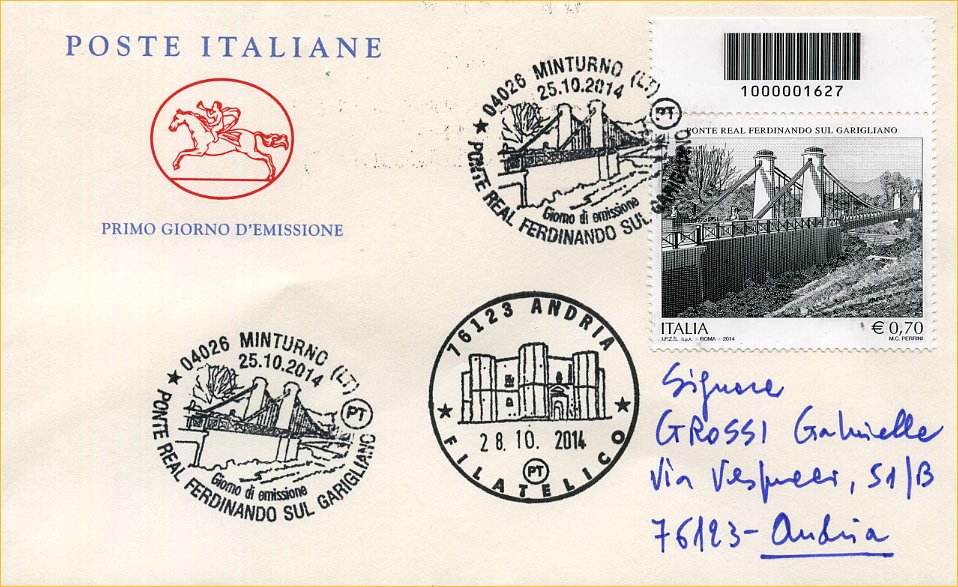 POSTE ITALIANE
PRIMO GIORNO D'EMISSIONE
04026 MINTURNO (LT)
25.10.2014
PT
Giorno di emissione
PONTE REAL FERDINANDO SUL GARIGLIANO
1000001627
PONTE REAL FERDINANDO SUL GARIGLIANO
ITALIA
€ 0,70
I.P.Z.S. S.p.A. - ROMA - 2014
M.C. PERRINI
04026 MINTURNO (LT)
25.10.2014
PT
Giorno di emissione
PONTE REAL FERDINANDO SUL GARIGLIANO
76123 ANDRIA
28.10.2014
PT
FILATELICO
Signore
GROSSI Gabrielle
Via Vespucci, 51/B
76123 - Andria